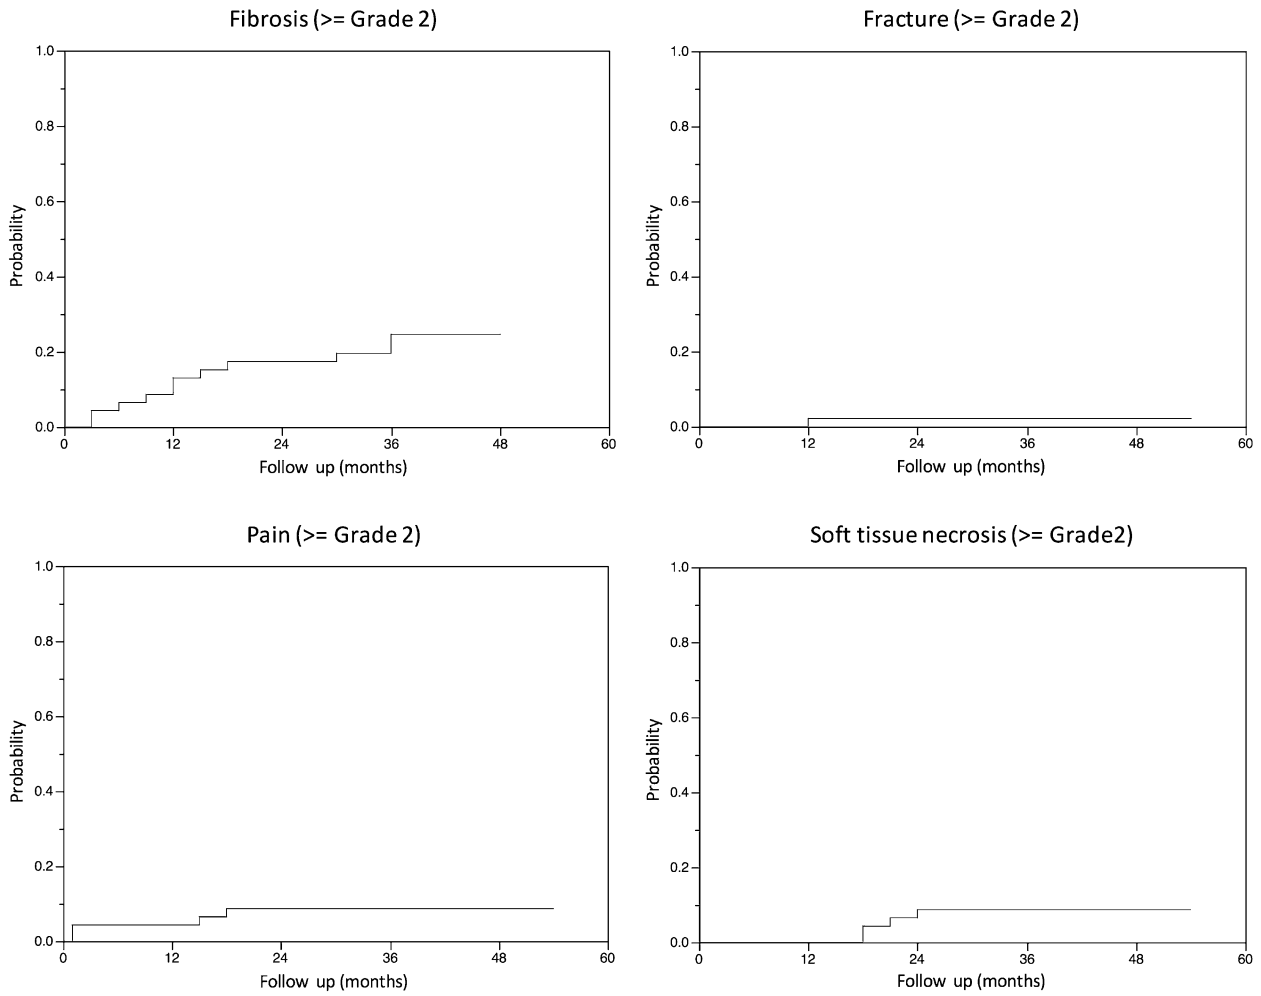 Fibrosis (>= Grade 2)
1.0
0.8
0.6
0.4
0.2
0.0
Probability
0 12 24 36 48 60
Follow up (months)
Fracture (>= Grade 2)
1.0
0.8
0.6
0.4
0.2
0.0
Probability
0 12 24 36 48 60
Follow up (months)
Pain (>= Grade 2)
1.0
0.8
0.6
0.4
0.2
0.0
Probability
0 12 24 36 48 60
Follow up (months)
Soft tissue necrosis (>= Grade2)
1.0
0.8
0.6
0.4
0.2
0.0
Probability
0 12 24 36 48 60
Follow up (months)